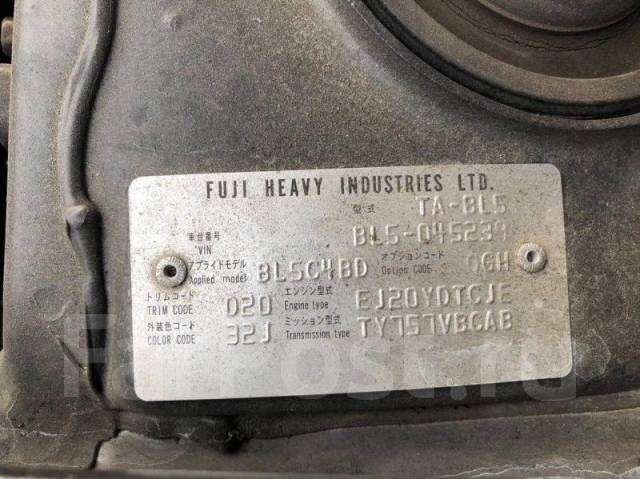 FUJI HEAVY INDUSTRIES LTD.
型式 TA-BL5
車台番号 VIN BL5-045239
アプライドモデル Applied model BL5C4BD オプションコード Option CODE GH
トリムコード TRIM CODE 020 エンジン型式 Engine type EJ20YDTCJE
外装色コード COLOR CODE 32J ミッション型式 Transmission type TY757VBCAB